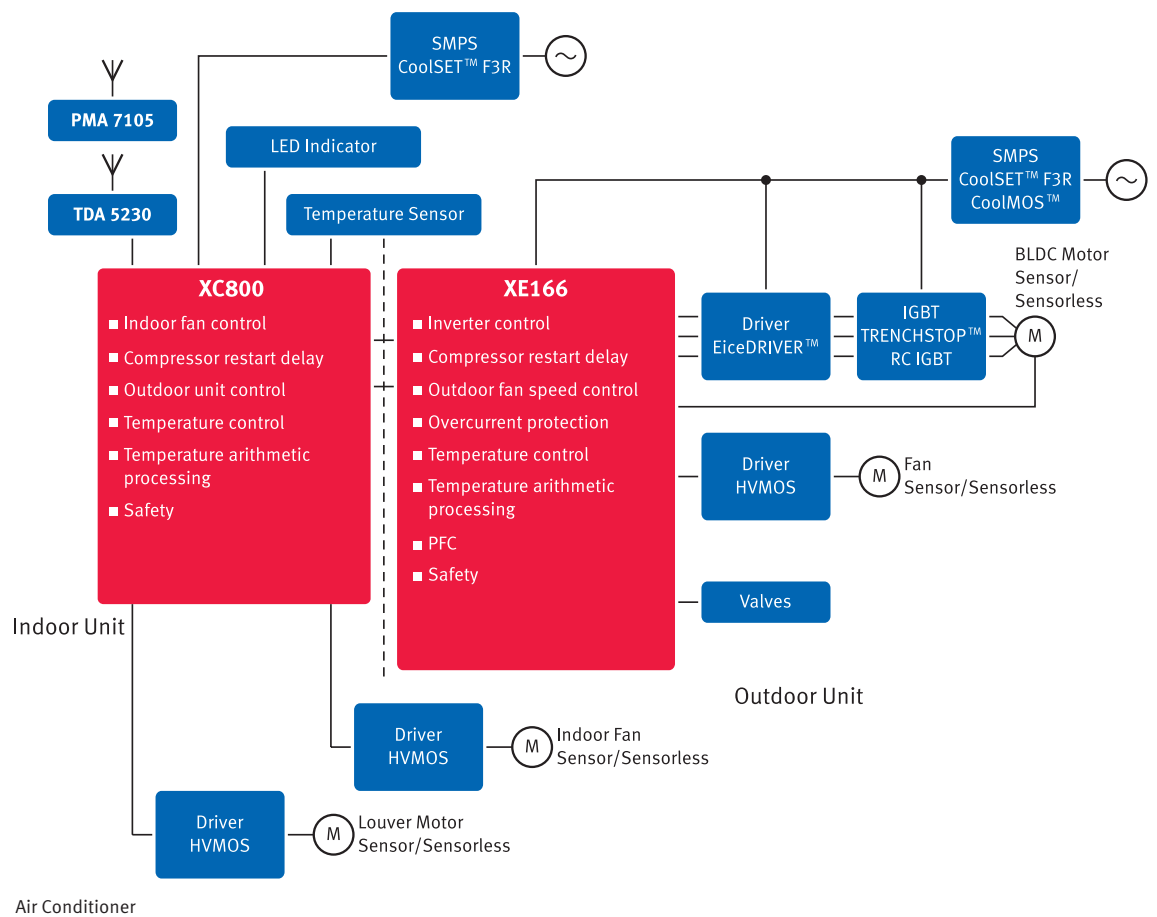 SMPS
CoolSET™ F3R
PMA 7105
LED Indicator
TDA 5230
Temperature Sensor
SMPS
CoolSET™ F3R
CoolMOS™
BLDC Motor
Sensor/
Sensorless
XC800
Indoor fan control
Compressor restart delay
Outdoor unit control
Temperature control
Temperature arithmetic
processing
Safety
XE166
Inverter control
Compressor restart delay
Outdoor fan speed control
Overcurrent protection
Temperature control
Temperature arithmetic
processing
PFC
Safety
Driver
EiceDRIVER™
IGBT
TRENCHSTOP™
RC IGBT
M
Driver
HVMOS
M
Fan
Sensor/Sensorless
Valves
Indoor Unit
Outdoor Unit
Driver
HVMOS
M
Indoor Fan
Sensor/Sensorless
Driver
HVMOS
M
Louver Motor
Sensor/Sensorless
Air Conditioner